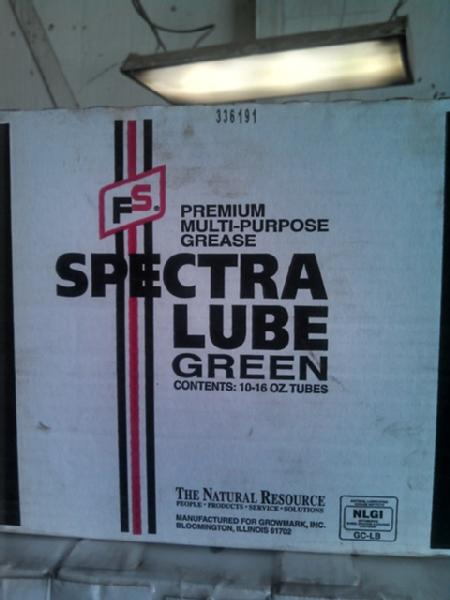 336191
FS®
PREMIUM
MULTI-PURPOSE
GREASE
SPECTRA
LUBE
GREEN
CONTENTS: 10-16 OZ. TUBES
THE NATURAL RESOURCE
PEOPLE • PRODUCTS • SERVICE • SOLUTIONS
MANUFACTURED FOR GROWMARK, INC.
BLOOMINGTON, ILLINOIS 61702
NLGI
GC-LB